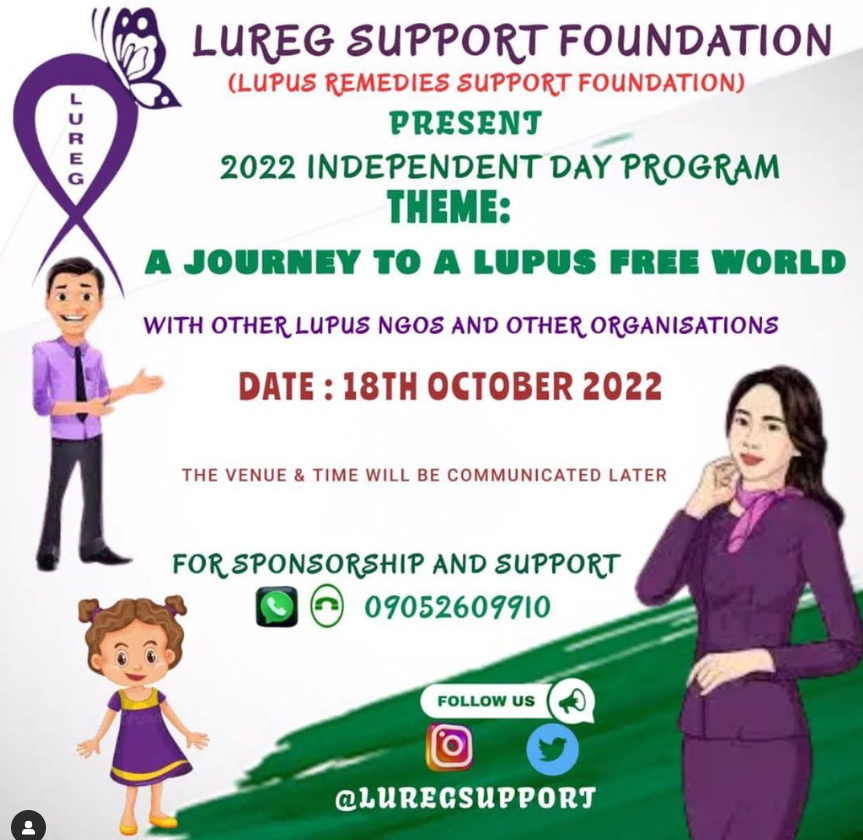 LUREG SUPPORT FOUNDATION
(LUPUS REMEDIES SUPPORT FOUNDATION)
LUREG
PRESENT
2022 INDEPENDENT DAY PROGRAM
THEME:
A JOURNEY TO A LUPUS FREE WORLD
WITH OTHER LUPUS NGOS AND OTHER ORGANISATIONS
DATE : 18TH OCTOBER 2022
THE VENUE & TIME WILL BE COMMUNICATED LATER
FOR SPONSORSHIP AND SUPPORT
09052609910
FOLLOW US
@LUREGSUPPORT